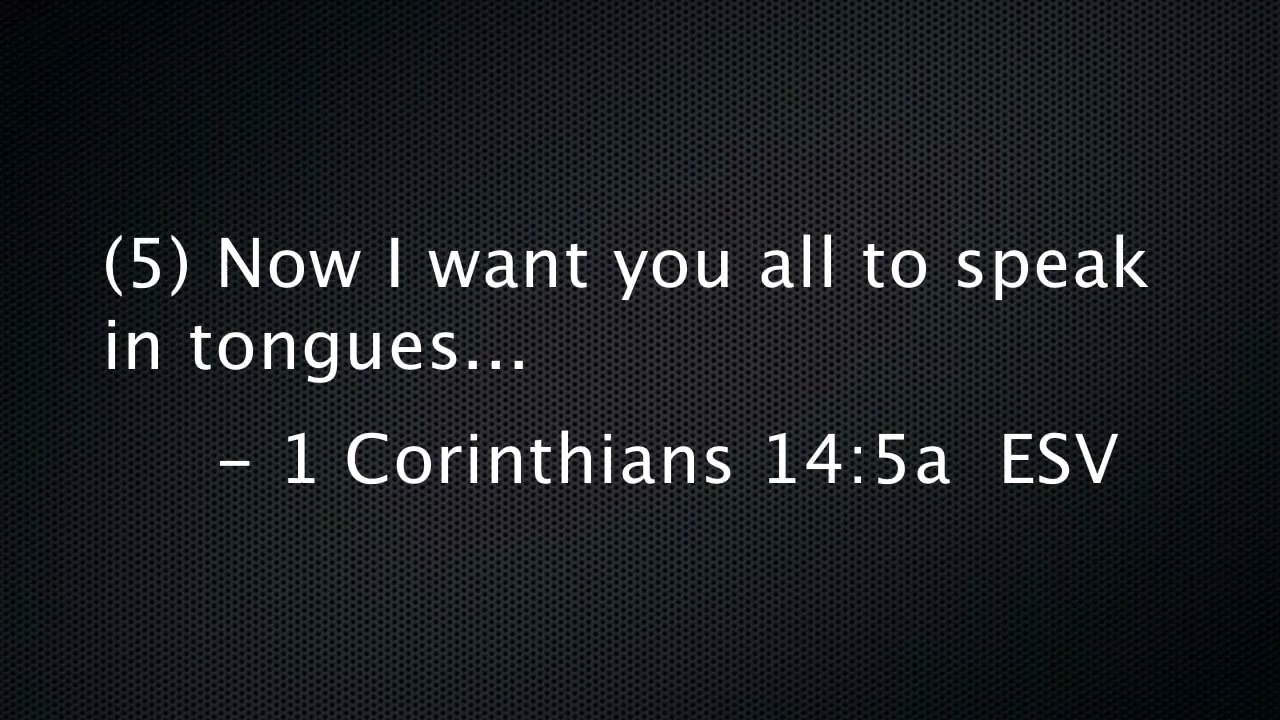 (5) Now I want you all to speak
in tongues...
– 1 Corinthians 14:5a  ESV